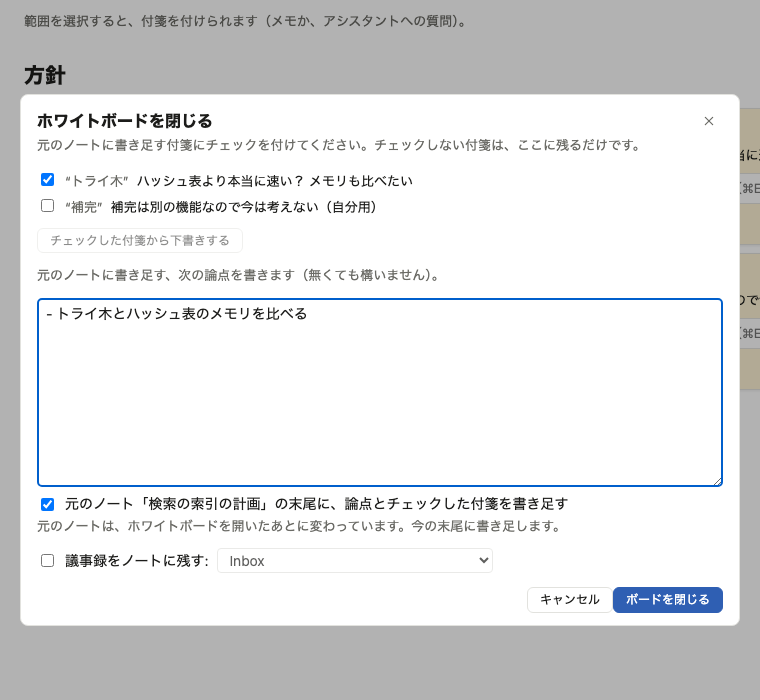 範囲を選択すると、付箋を付けられます（メモか、アシスタントへの質問）。
方針
ホワイトボードを閉じる
元のノートに書き足す付箋にチェックを付けてください。チェックしない付箋は、ここに残るだけです。
“トライ木” ハッシュ表より本当に速い？ メモリも比べたい
“補完” 補完は別の機能なので今は考えない（自分用）
チェックした付箋から下書きする
元のノートに書き足す、次の論点を書きます（無くても構いません）。
- トライ木とハッシュ表のメモリを比べる
元のノート「検索の索引の計画」の末尾に、論点とチェックした付箋を書き足す
元のノートは、ホワイトボードを開いたあとに変わっています。今の末尾に書き足します。
議事録をノートに残す: Inbox
キャンセル ボードを閉じる